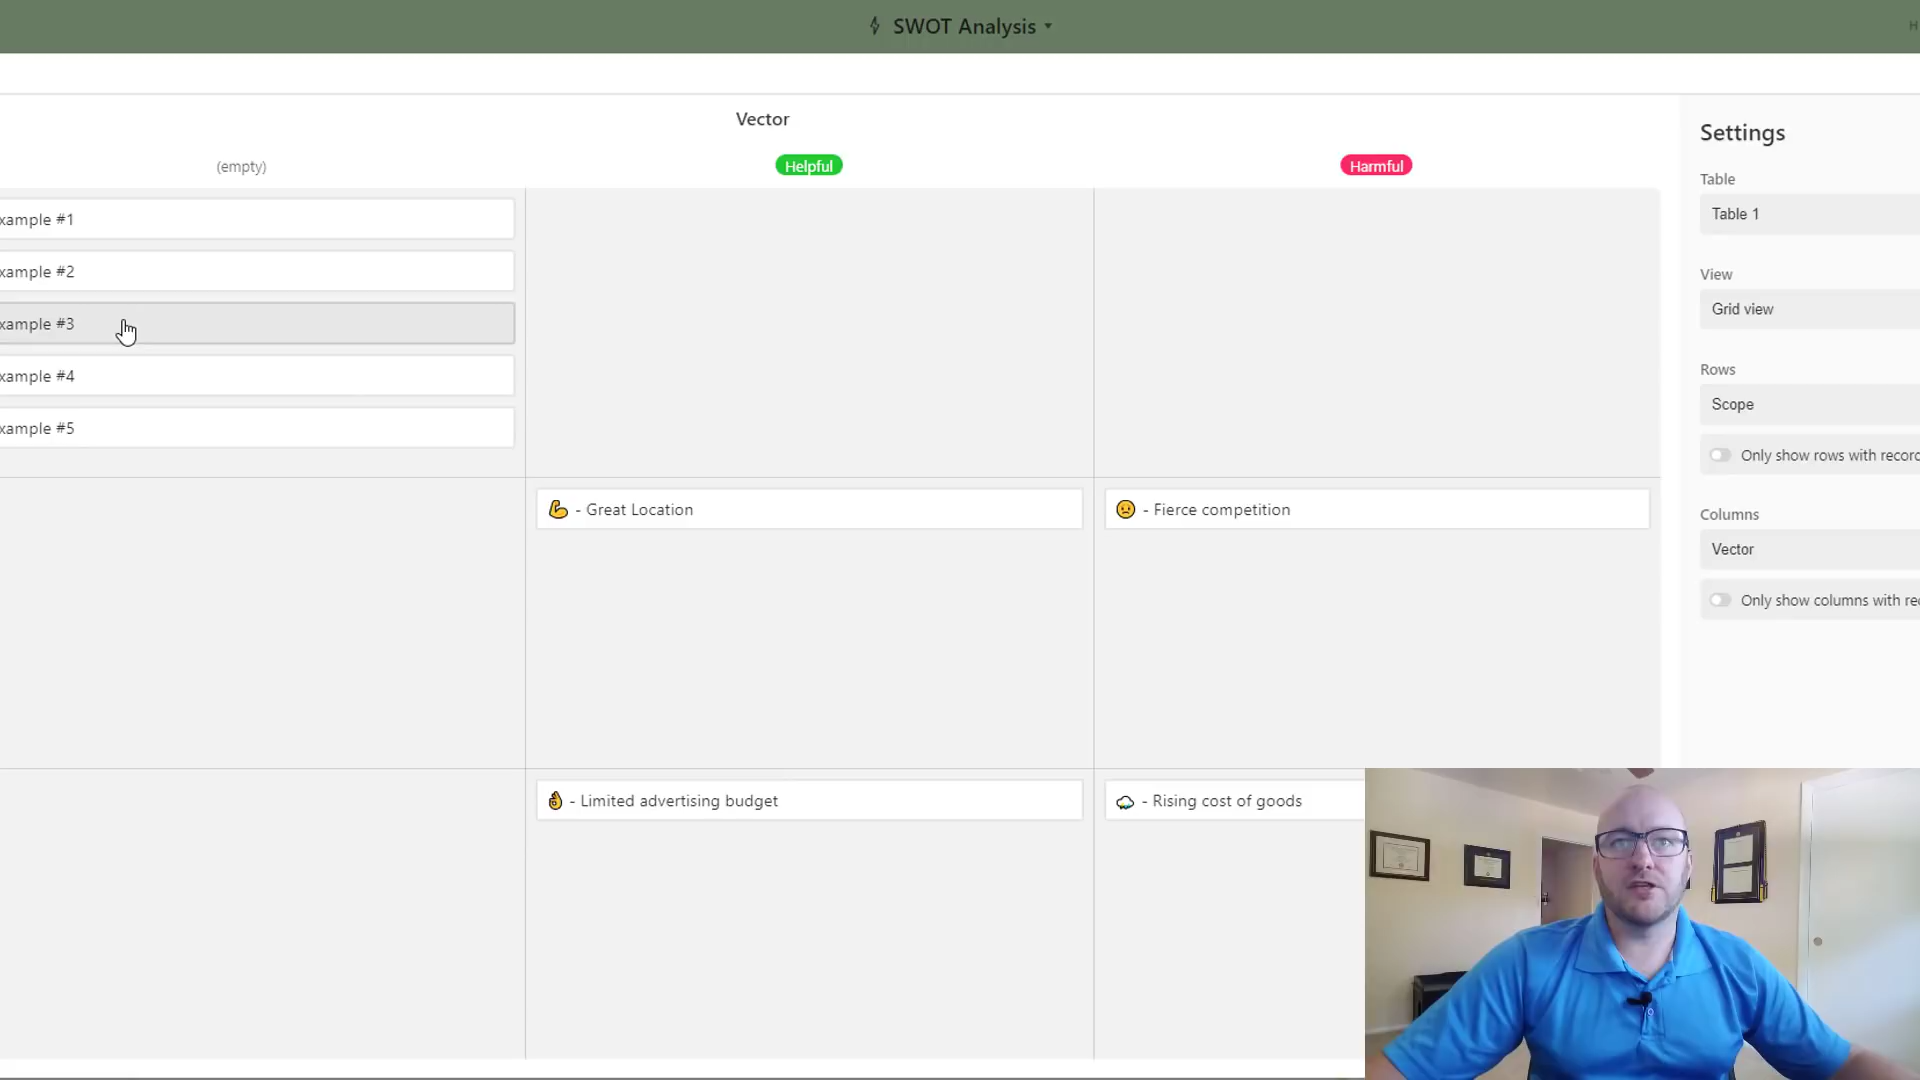 SWOT Analysis
H
Vector
(empty)
Helpful
Harmful
xample #1
xample #2
xample #3
xample #4
xample #5
💪 - Great Location
😟 - Fierce competition
👌 - Limited advertising budget
🌧 - Rising cost of goods
Settings
Table
Table 1
View
Grid view
Rows
Scope
Only show rows with recor
Columns
Vector
Only show columns with re